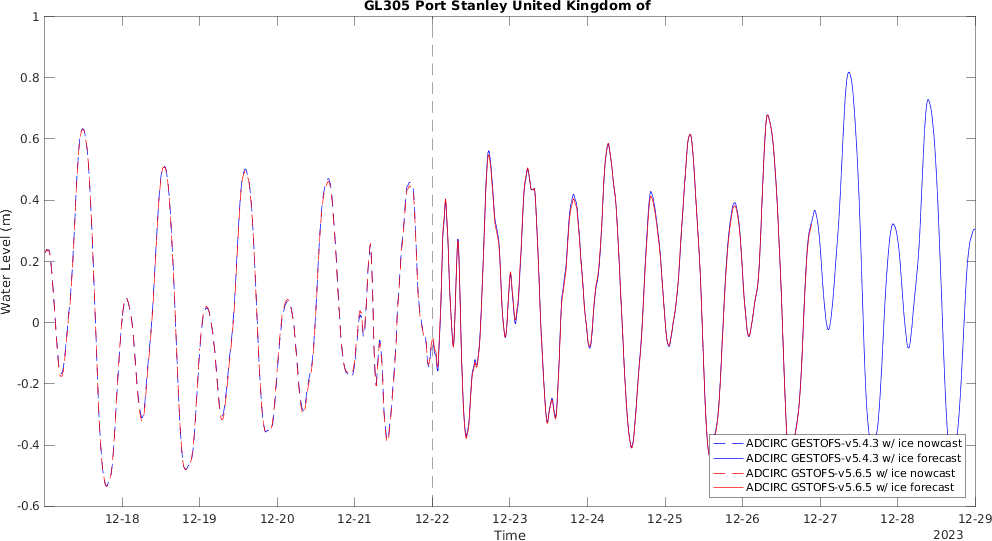 GL305 Port Stanley United Kingdom of
Water Level (m)
1
0.8
0.6
0.4
0.2
0
-0.2
-0.4
-0.6
ADCIRC GESTOFS-v5.4.3 w/ ice nowcast
ADCIRC GESTOFS-v5.4.3 w/ ice forecast
ADCIRC GSTOFS-v5.6.5 w/ ice nowcast
ADCIRC GSTOFS-v5.6.5 w/ ice forecast
12-18 12-19 12-20 12-21 12-22 12-23 12-24 12-25 12-26 12-27 12-28 12-29
Time
2023